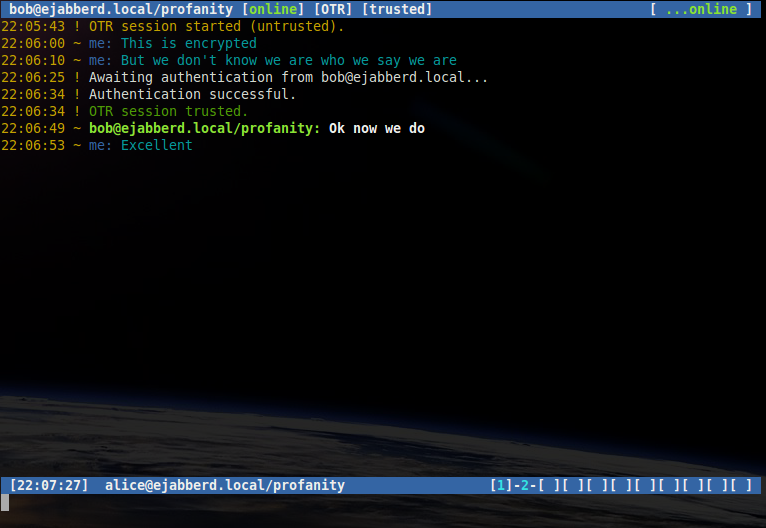 bob@ejabberd.local/profanity [online] [OTR] [trusted] [ ...online ]
22:05:43 ! OTR session started (untrusted).
22:06:00 ~ me: This is encrypted
22:06:10 ~ me: But we don't know we are who we say we are
22:06:25 ! Awaiting authentication from bob@ejabberd.local...
22:06:34 ! Authentication successful.
22:06:34 ! OTR session trusted.
22:06:49 ~ bob@ejabberd.local/profanity: Ok now we do
22:06:53 ~ me: Excellent
[22:07:27] alice@ejabberd.local/profanity [1]-2-[ ][ ][ ][ ][ ][ ][ ][ ]